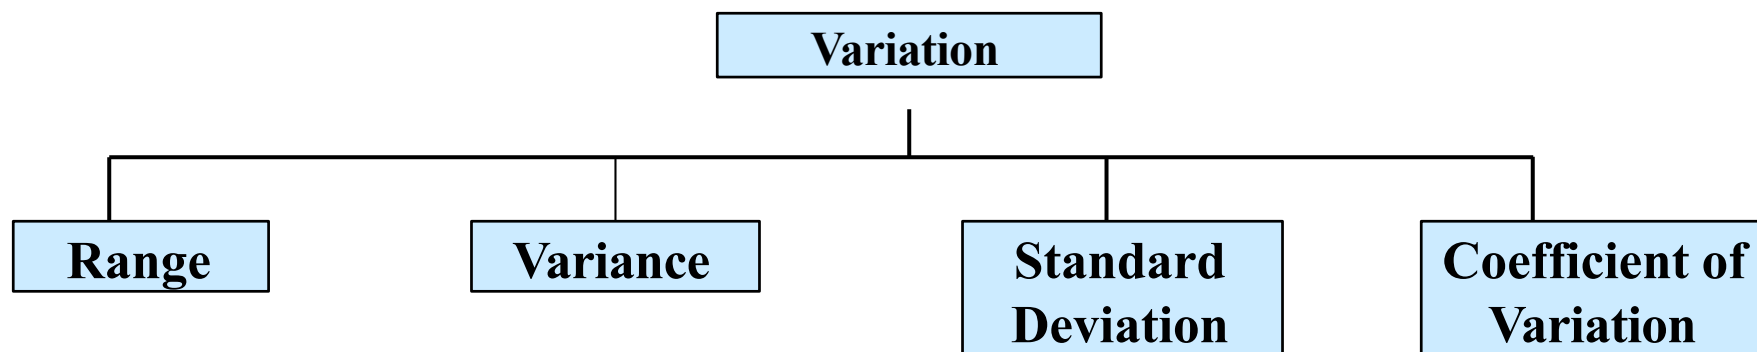 Variation
Range
Variance
Standard
Deviation
Coefficient of
Variation